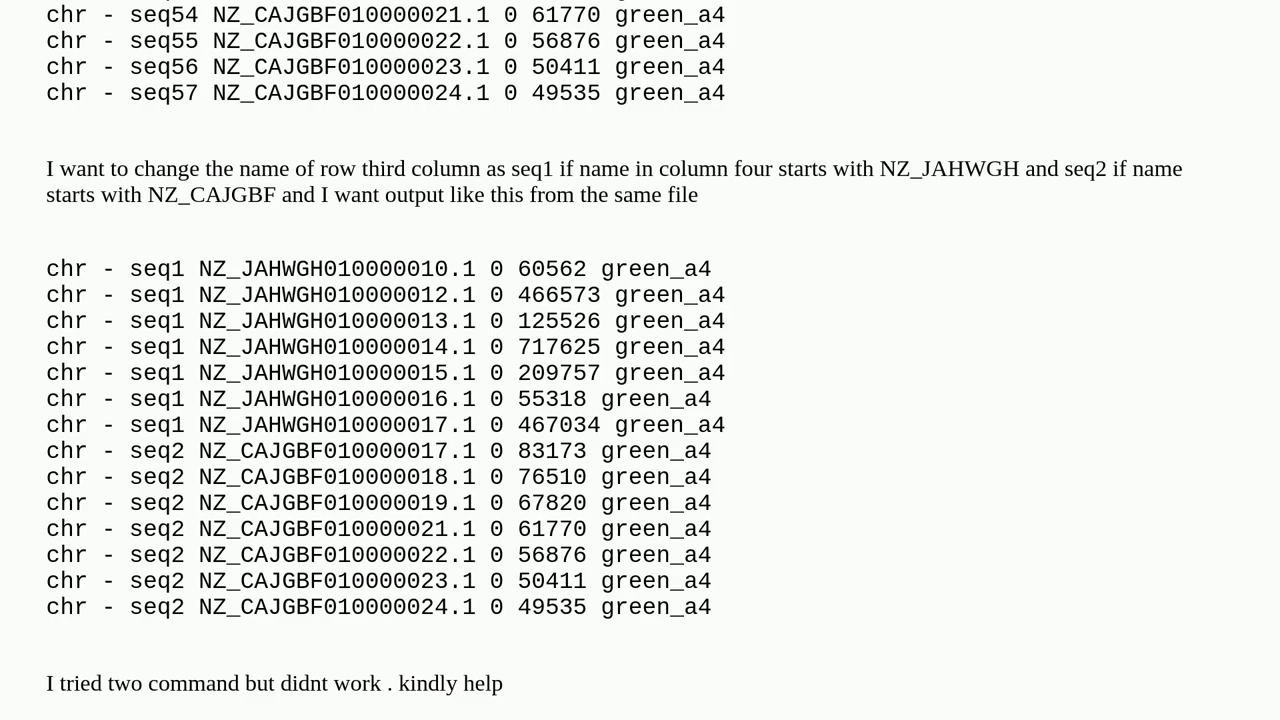 chr - seq54 NZ_CAJGBF010000021.1 0 61770 green_a4
chr - seq55 NZ_CAJGBF010000022.1 0 56876 green_a4
chr - seq56 NZ_CAJGBF010000023.1 0 50411 green_a4
chr - seq57 NZ_CAJGBF010000024.1 0 49535 green_a4
I want to change the name of row third column as seq1 if name in column four starts with NZ_JAHWGH and seq2 if name
starts with NZ_CAJGBF and I want output like this from the same file
chr - seq1 NZ_JAHWGH010000010.1 0 60562 green_a4
chr - seq1 NZ_JAHWGH010000012.1 0 466573 green_a4
chr - seq1 NZ_JAHWGH010000013.1 0 125526 green_a4
chr - seq1 NZ_JAHWGH010000014.1 0 717625 green_a4
chr - seq1 NZ_JAHWGH010000015.1 0 209757 green_a4
chr - seq1 NZ_JAHWGH010000016.1 0 55318 green_a4
chr - seq1 NZ_JAHWGH010000017.1 0 467034 green_a4
chr - seq2 NZ_CAJGBF010000017.1 0 83173 green_a4
chr - seq2 NZ_CAJGBF010000018.1 0 76510 green_a4
chr - seq2 NZ_CAJGBF010000019.1 0 67820 green_a4
chr - seq2 NZ_CAJGBF010000021.1 0 61770 green_a4
chr - seq2 NZ_CAJGBF010000022.1 0 56876 green_a4
chr - seq2 NZ_CAJGBF010000023.1 0 50411 green_a4
chr - seq2 NZ_CAJGBF010000024.1 0 49535 green_a4
I tried two command but didnt work . kindly help